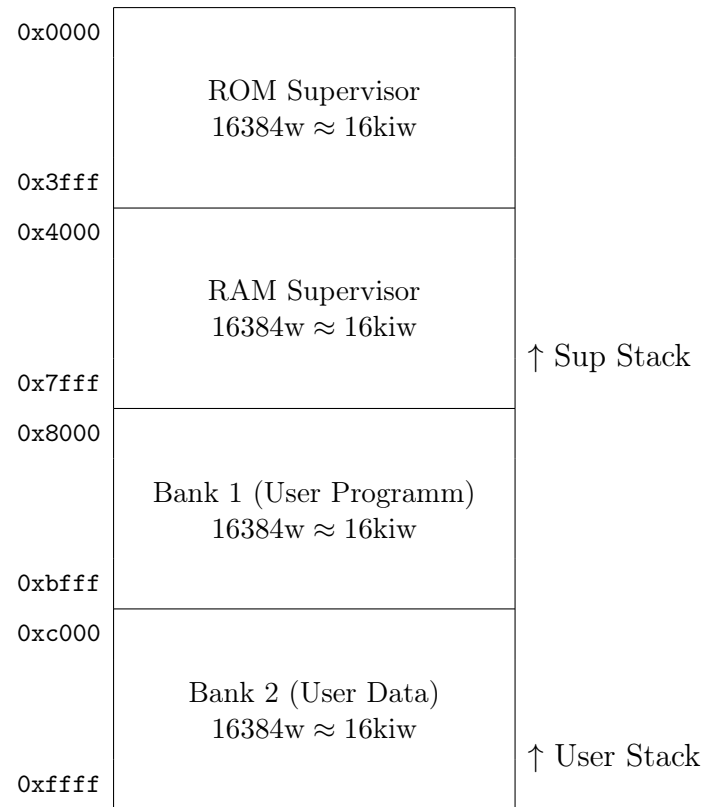 0x0000
ROM Supervisor
16384w ≈ 16kiw
0x3fff
0x4000
RAM Supervisor
16384w ≈ 16kiw
↑ Sup Stack
0x7fff
0x8000
Bank 1 (User Programm)
16384w ≈ 16kiw
0xbfff
0xc000
Bank 2 (User Data)
16384w ≈ 16kiw
↑ User Stack
0xffff